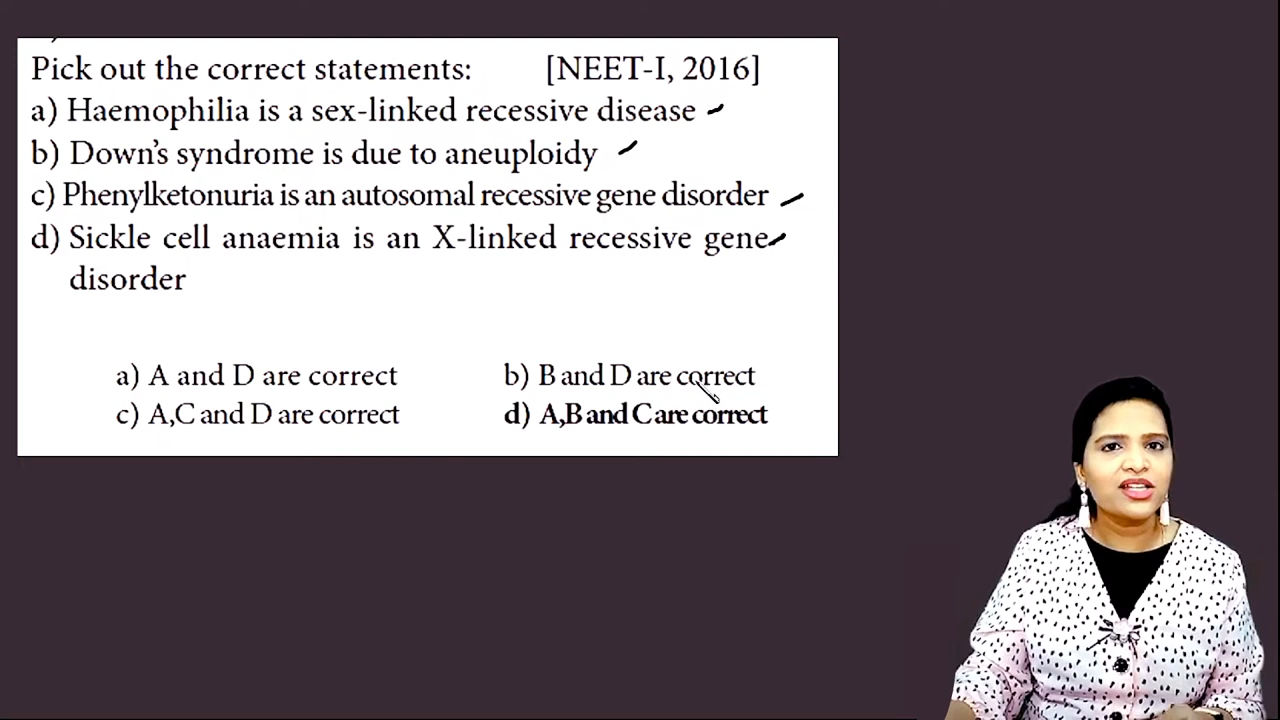 Pick out the correct statements: [NEET-I, 2016]
a) Haemophilia is a sex-linked recessive disease
b) Down's syndrome is due to aneuploidy
c) Phenylketonuria is an autosomal recessive gene disorder
d) Sickle cell anaemia is an X-linked recessive gene
disorder
a) A and D are correct b) B and D are correct
c) A,C and D are correct d) A,B and C are correct